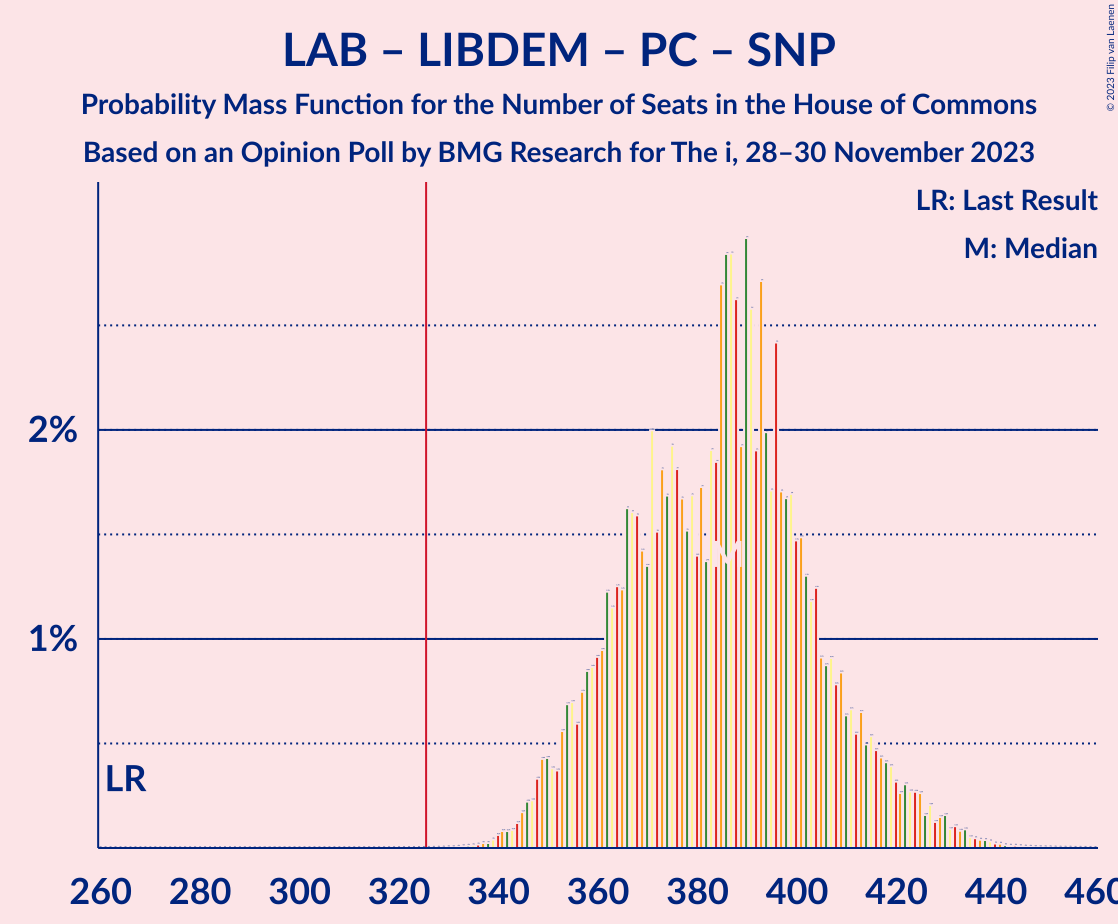 LAB – LIBDEM – PC – SNP
Probability Mass Function for the Number of Seats in the House of Commons
Based on an Opinion Poll by BMG Research for The i, 28–30 November 2023
© 2023 Filip van Laenen
LR: Last Result
M: Median
2%
1%
M
LR
260 280 300 320 340 360 380 400 420 440 460